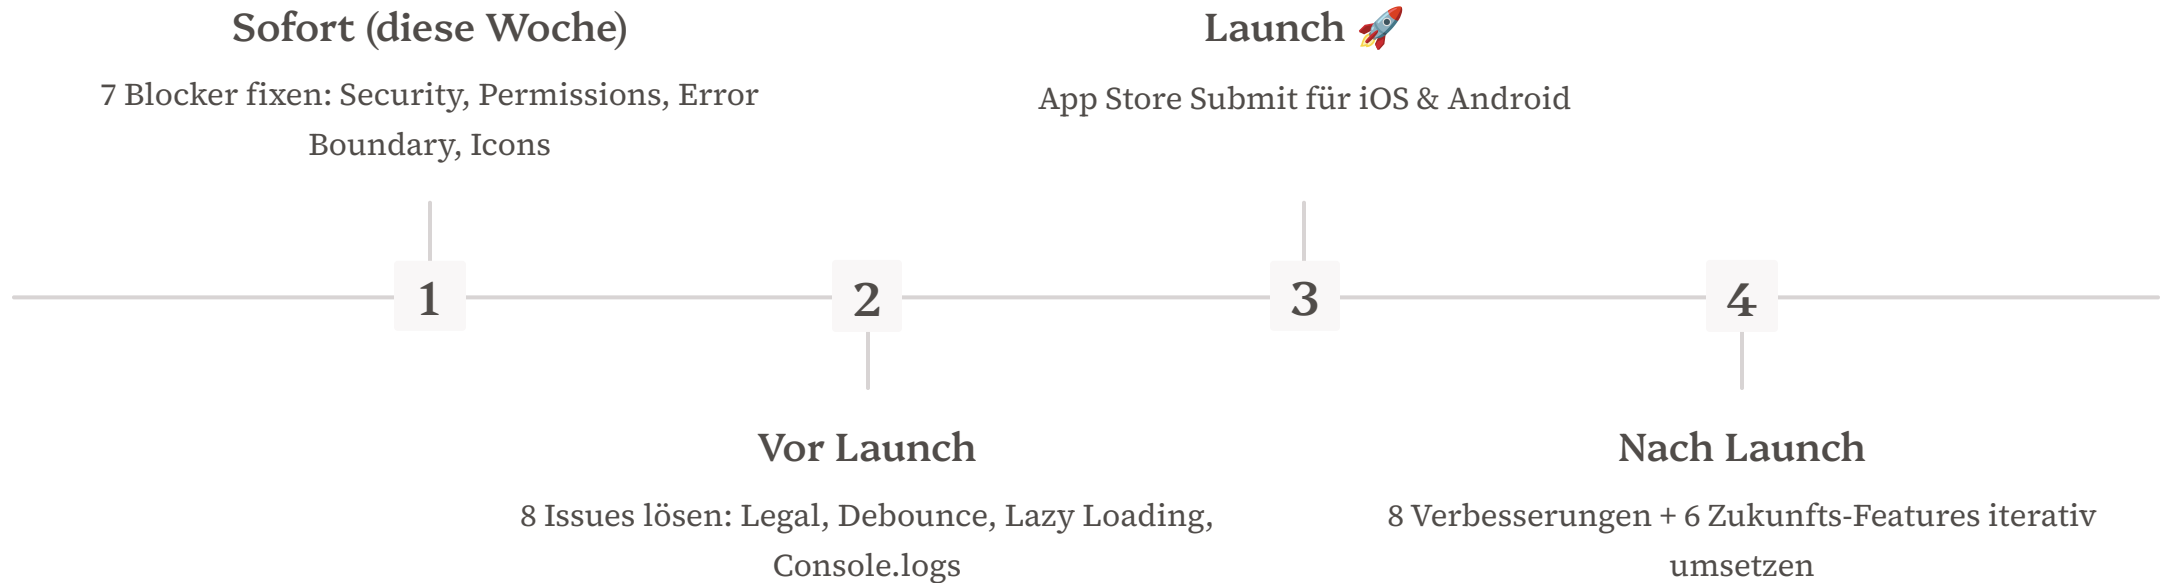 Sofort (diese Woche)
7 Blocker fixen: Security, Permissions, Error
Boundary, Icons
Launch 🚀
App Store Submit für iOS & Android
1
2
3
4
Vor Launch
8 Issues lösen: Legal, Debounce, Lazy Loading,
Console.logs
Nach Launch
8 Verbesserungen + 6 Zukunfts-Features iterativ
umsetzen